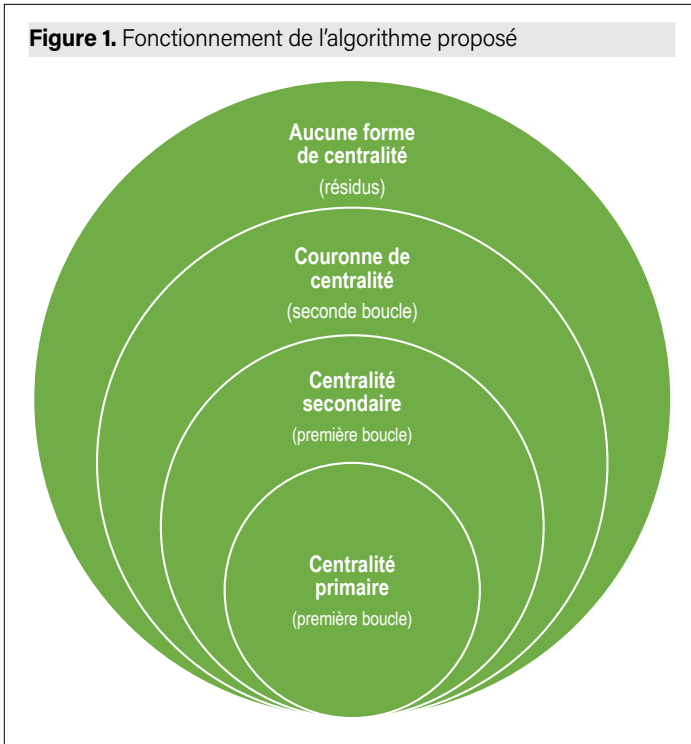 Figure 1. Fonctionnement de l’algorithme proposé
Aucune forme
de centralité
(résidus)
Couronne de
centralité
(seconde boucle)
Centralité
secondaire
(première boucle)
Centralité
primaire
(première boucle)